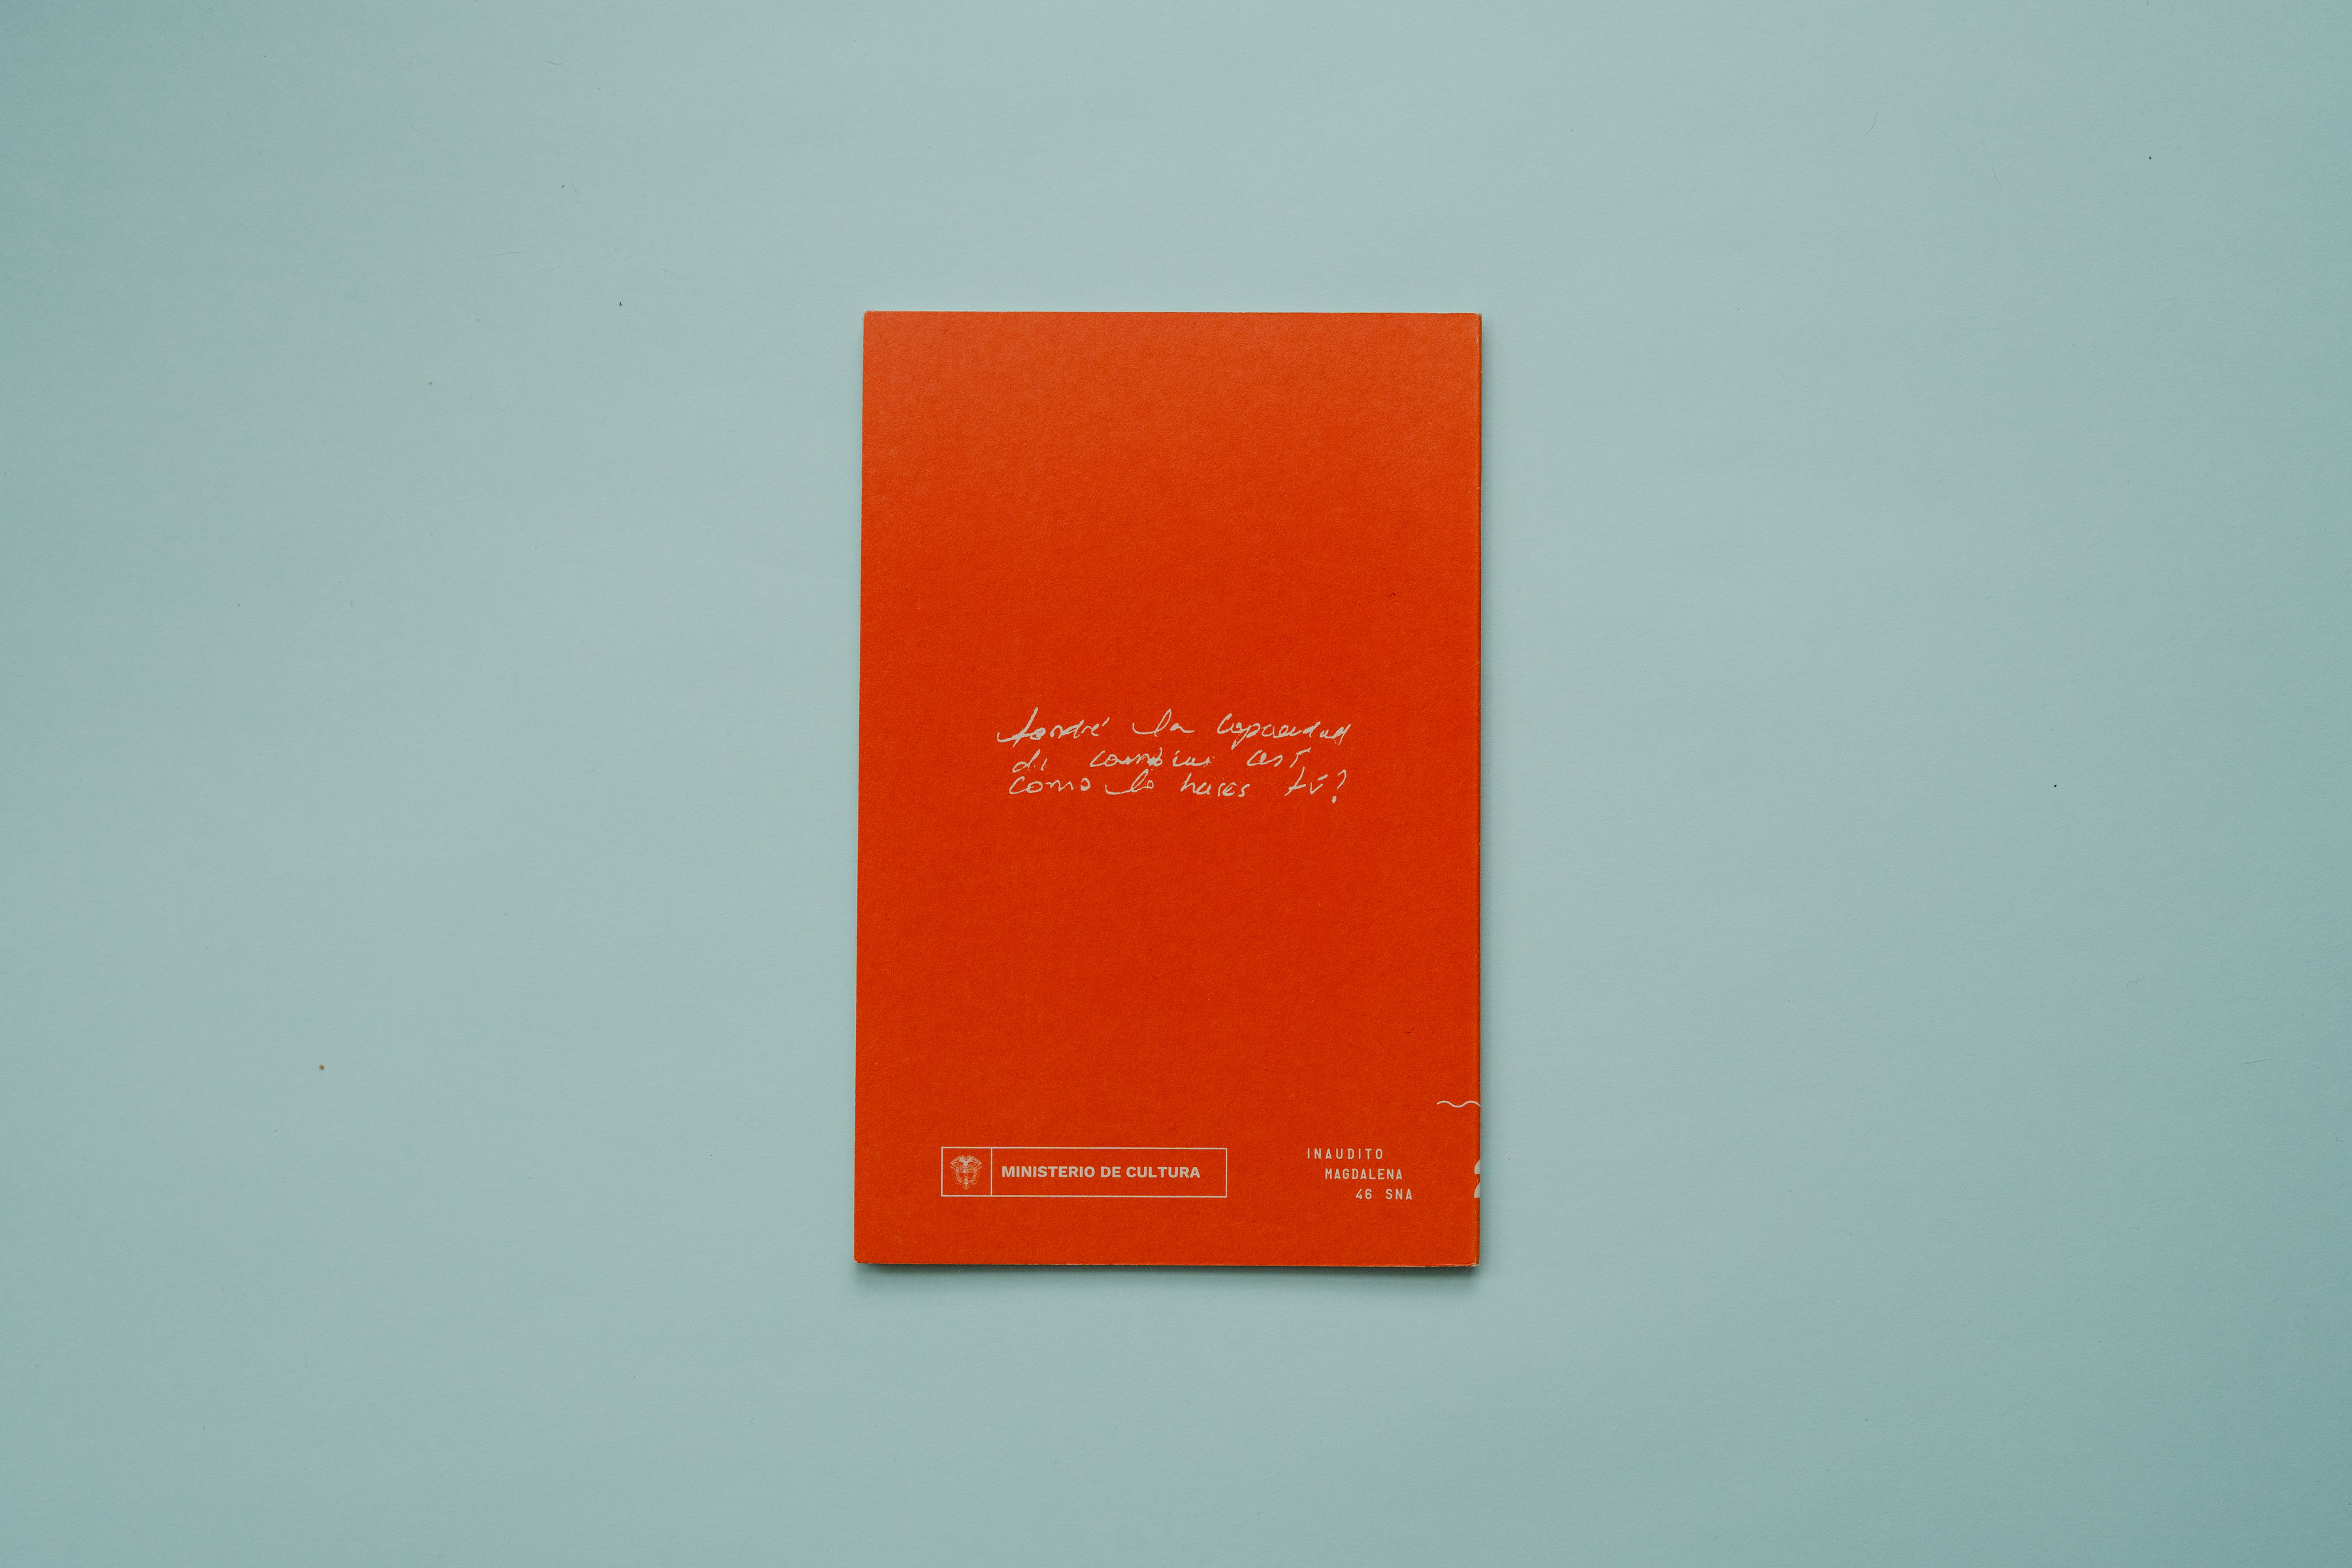 tendré la capacidad
de cambiar así
como lo haces tú?
MINISTERIO DE CULTURA
INAUDITO
MAGDALENA
46 SNA